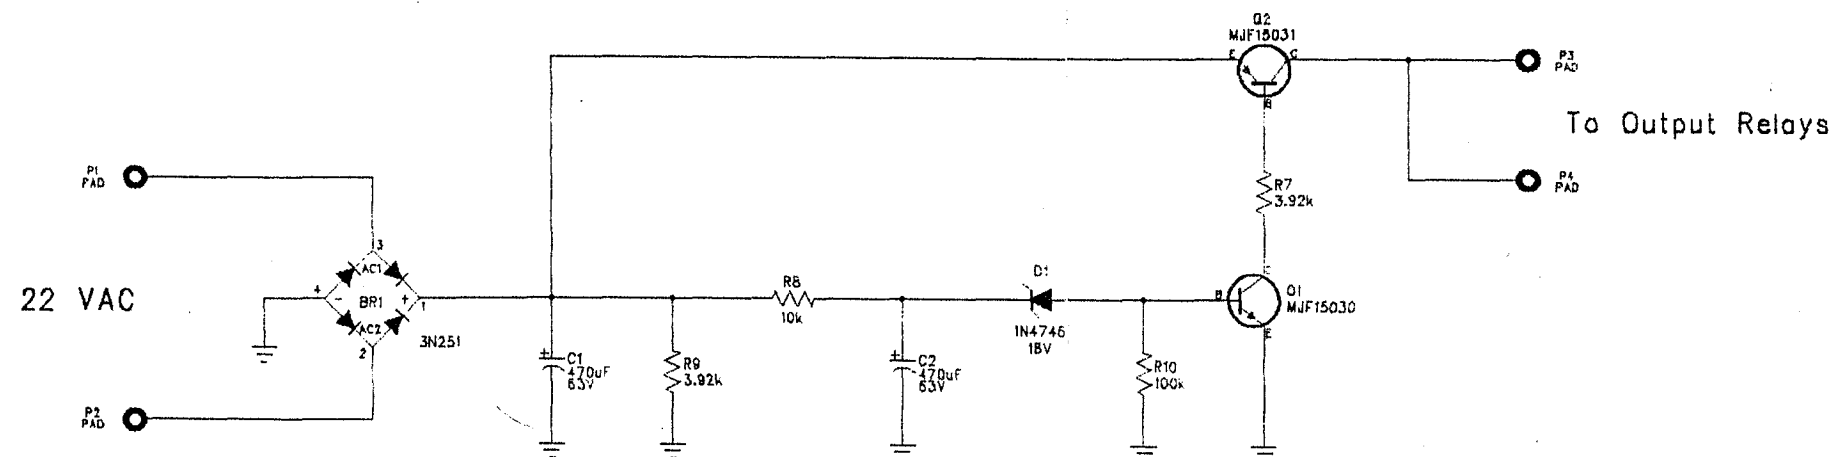 Q2
MJF15031
E
C
B
P3
PAD
To Output Relays
P1
PAD
R7
3.92k
P4
PAD
3
AC1
4
-
BR1
+
1
22 VAC
AC2
2
3N251
R8
10k
D1
1N4746
18V
B
C
Q1
MJF15030
E
+
C1
470uF
63V
R9
3.92k
+
C2
470uF
63V
R10
100k
P2
PAD